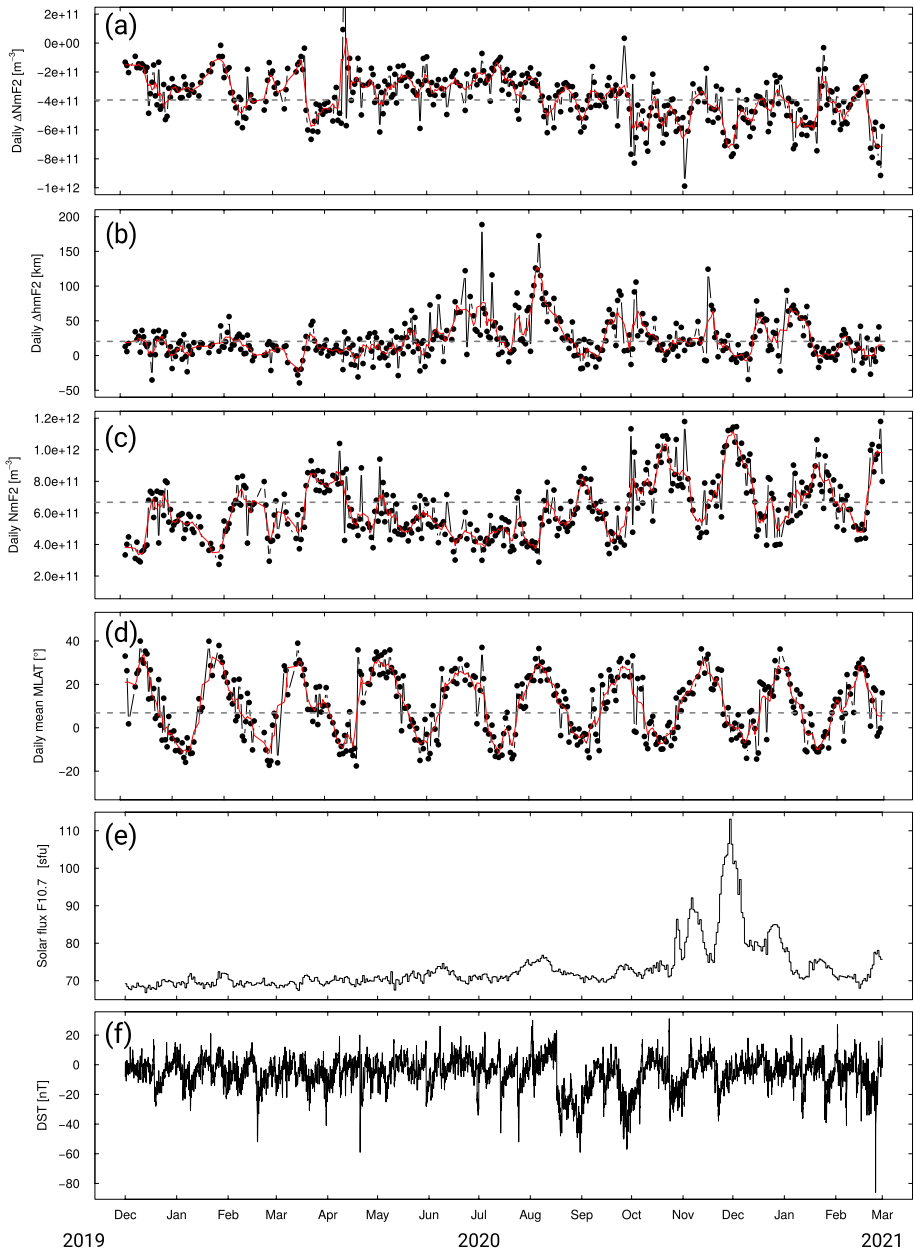 (a)
Daily ΔNmF2 [m⁻³]
2e+11
0e+00
−2e+11
−4e+11
−6e+11
−8e+11
−1e+12
(b)
Daily ΔhmF2 [km]
200
150
100
50
0
−50
(c)
Daily NmF2 [m⁻³]
1.2e+12
1.0e+12
8.0e+11
6.0e+11
4.0e+11
2.0e+11
(d)
Daily mean MLAT [°]
40
20
0
−20
(e)
Solar flux F10.7 [sfu]
110
100
90
80
70
(f)
DST [nT]
20
0
−20
−40
−60
−80
Dec Jan Feb Mar Apr May Jun Jul Aug Sep Oct Nov Dec Jan Feb Mar
2019 2020 2021